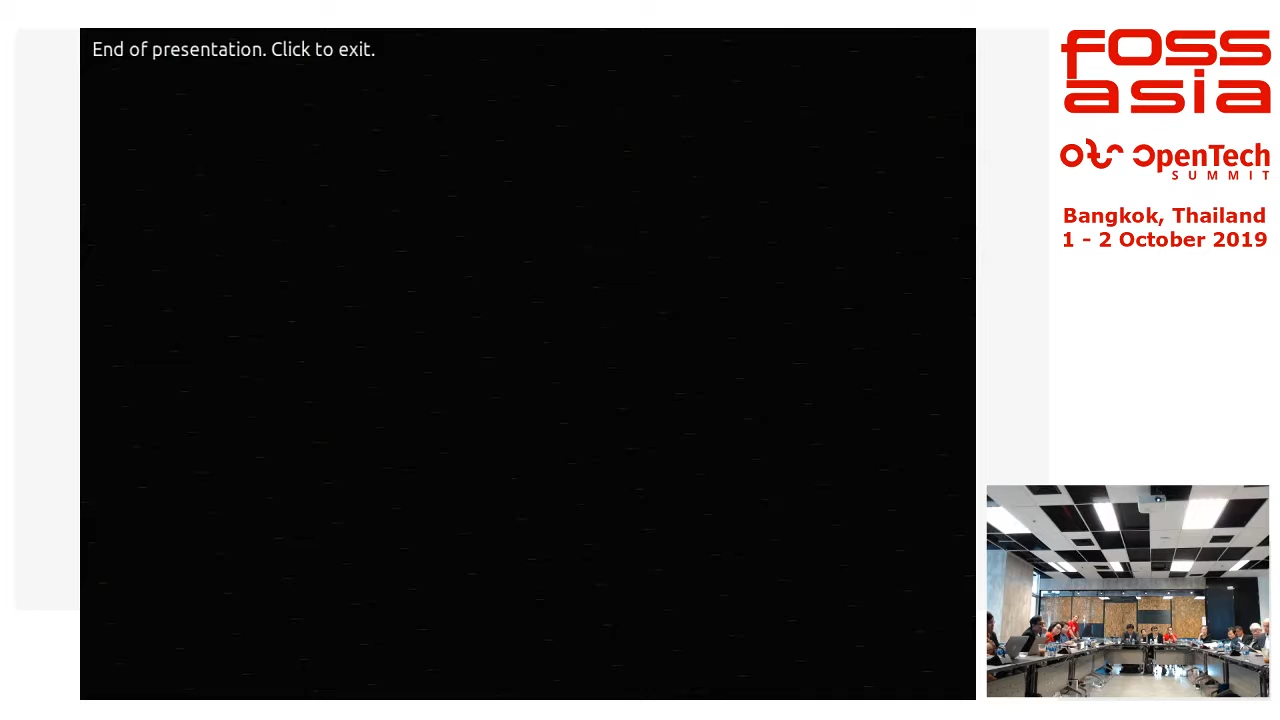 End of presentation. Click to exit.
foss
asia
OpenTech
SUMMIT
Bangkok, Thailand
1 - 2 October 2019